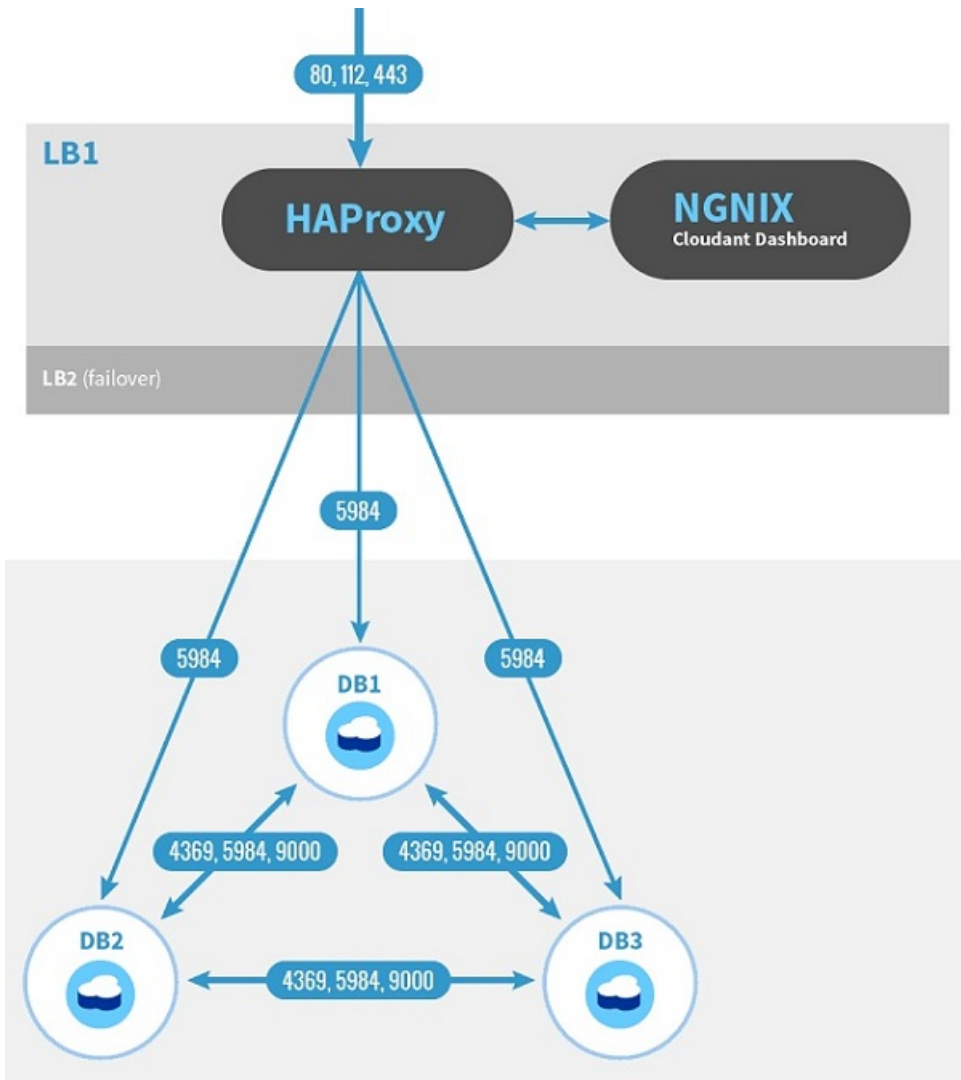 80, 112, 443
LB1
HAProxy
NGNIX
Cloudant Dashboard
LB2 (failover)
5984
5984
5984
DB1
4369, 5984, 9000
4369, 5984, 9000
DB2
DB3
4369, 5984, 9000